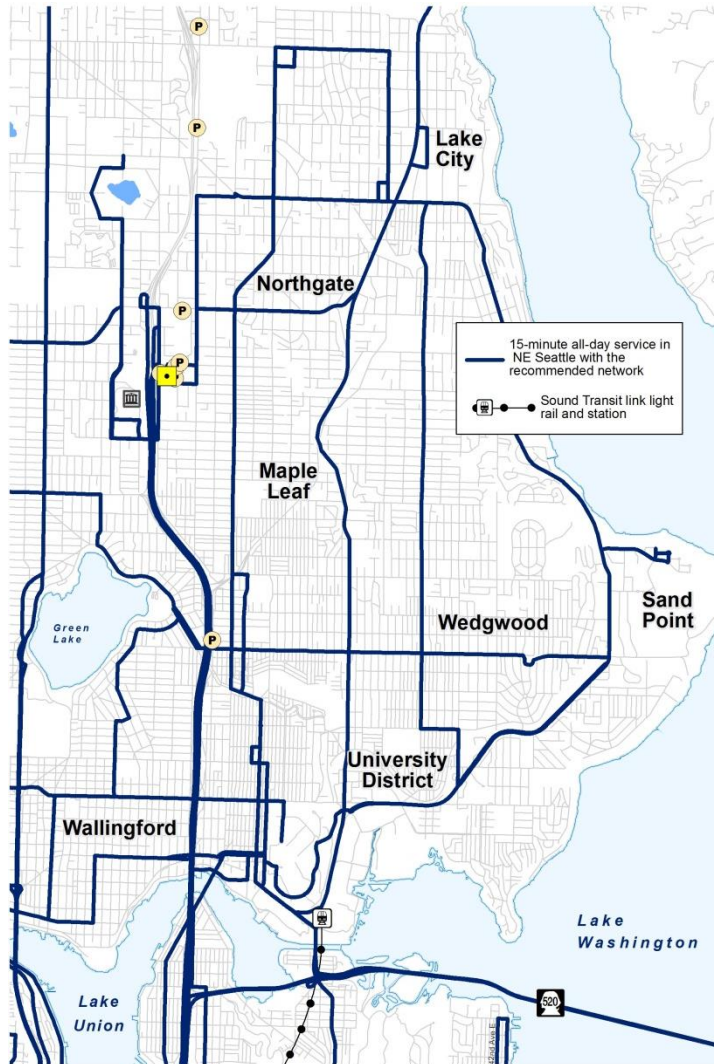 P
P
Lake
City
Northgate
P
P
15-minute all-day service in
NE Seattle with the
recommended network
Sound Transit link light
rail and station
Maple
Leaf
Green
Lake
P
Wedgwood
Sand
Point
University
District
Wallingford
Lake
Washington
Lake
Union
520